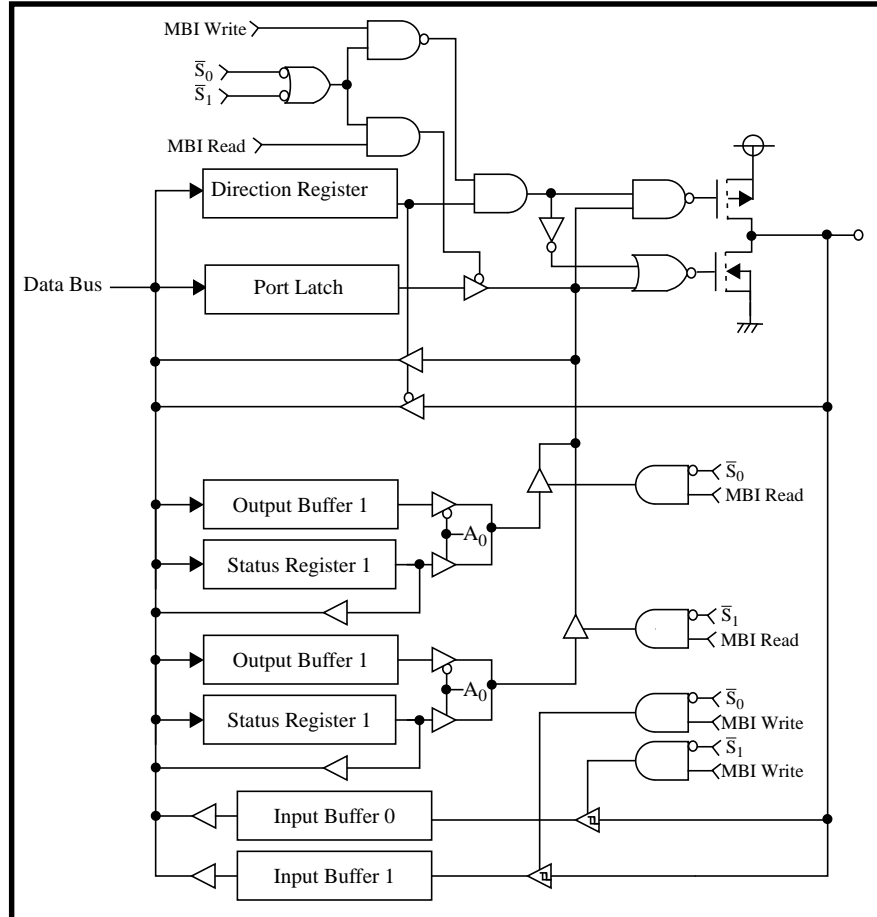 MBI Write
S̅0
S̅1
MBI Read
Direction Register
Data Bus
Port Latch
S̅0
MBI Read
Output Buffer 1
A0
Status Register 1
S̅1
MBI Read
Output Buffer 1
A0
S̅0
Status Register 1
MBI Write
S̅1
MBI Write
Input Buffer 0
Input Buffer 1